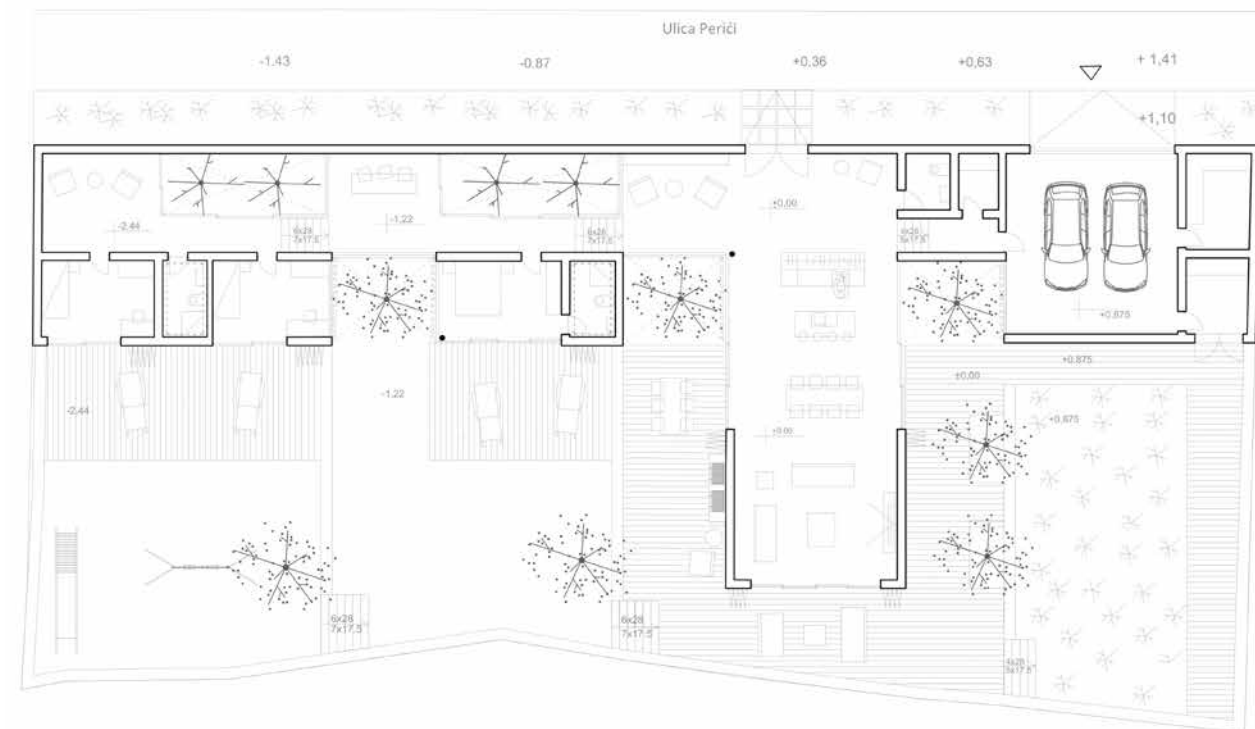 Ulica Perići
-1.43
-0.87
+0.36
+0,63
+ 1,41
+1,10
-2,44
6x28
7x17.5
-1,22
6x28
7x17.5
±0,00
6x28
5x17.5
+0,875
+0,875
±0,00
-2,44
-1,22
+0,875
±0.00
6x28
7x17.5
6x28
7x17.5
4x28
5x17.5